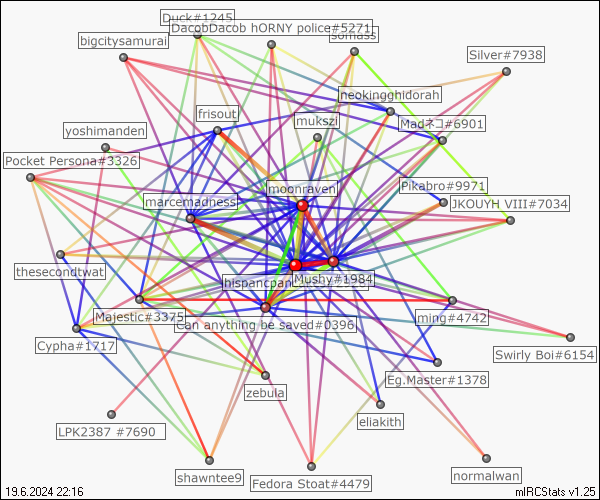 Duck#1245
DacobDacob hORNY police#5271
somass
bigcitysamurai
Silver#7938
neokingghidorah
frisout
mukszi
Madネコ#6901
yoshimanden
Pocket Persona#3326
moonraven
Pikabro#9971
marcemadness
JKOUYH VIII#7034
thesecondtwat
hispancpan
Mushy#1984
Majestic#3375
Can anything be saved#0396
ming#4742
Cypha#1717
Swirly Boi#6154
Eg.Master#1378
zebula
eliakith
LPK2387 #7690
normalwan
shawntee9
Fedora Stoat#4479
19.6.2024 22:16
mIRCStats v1.25